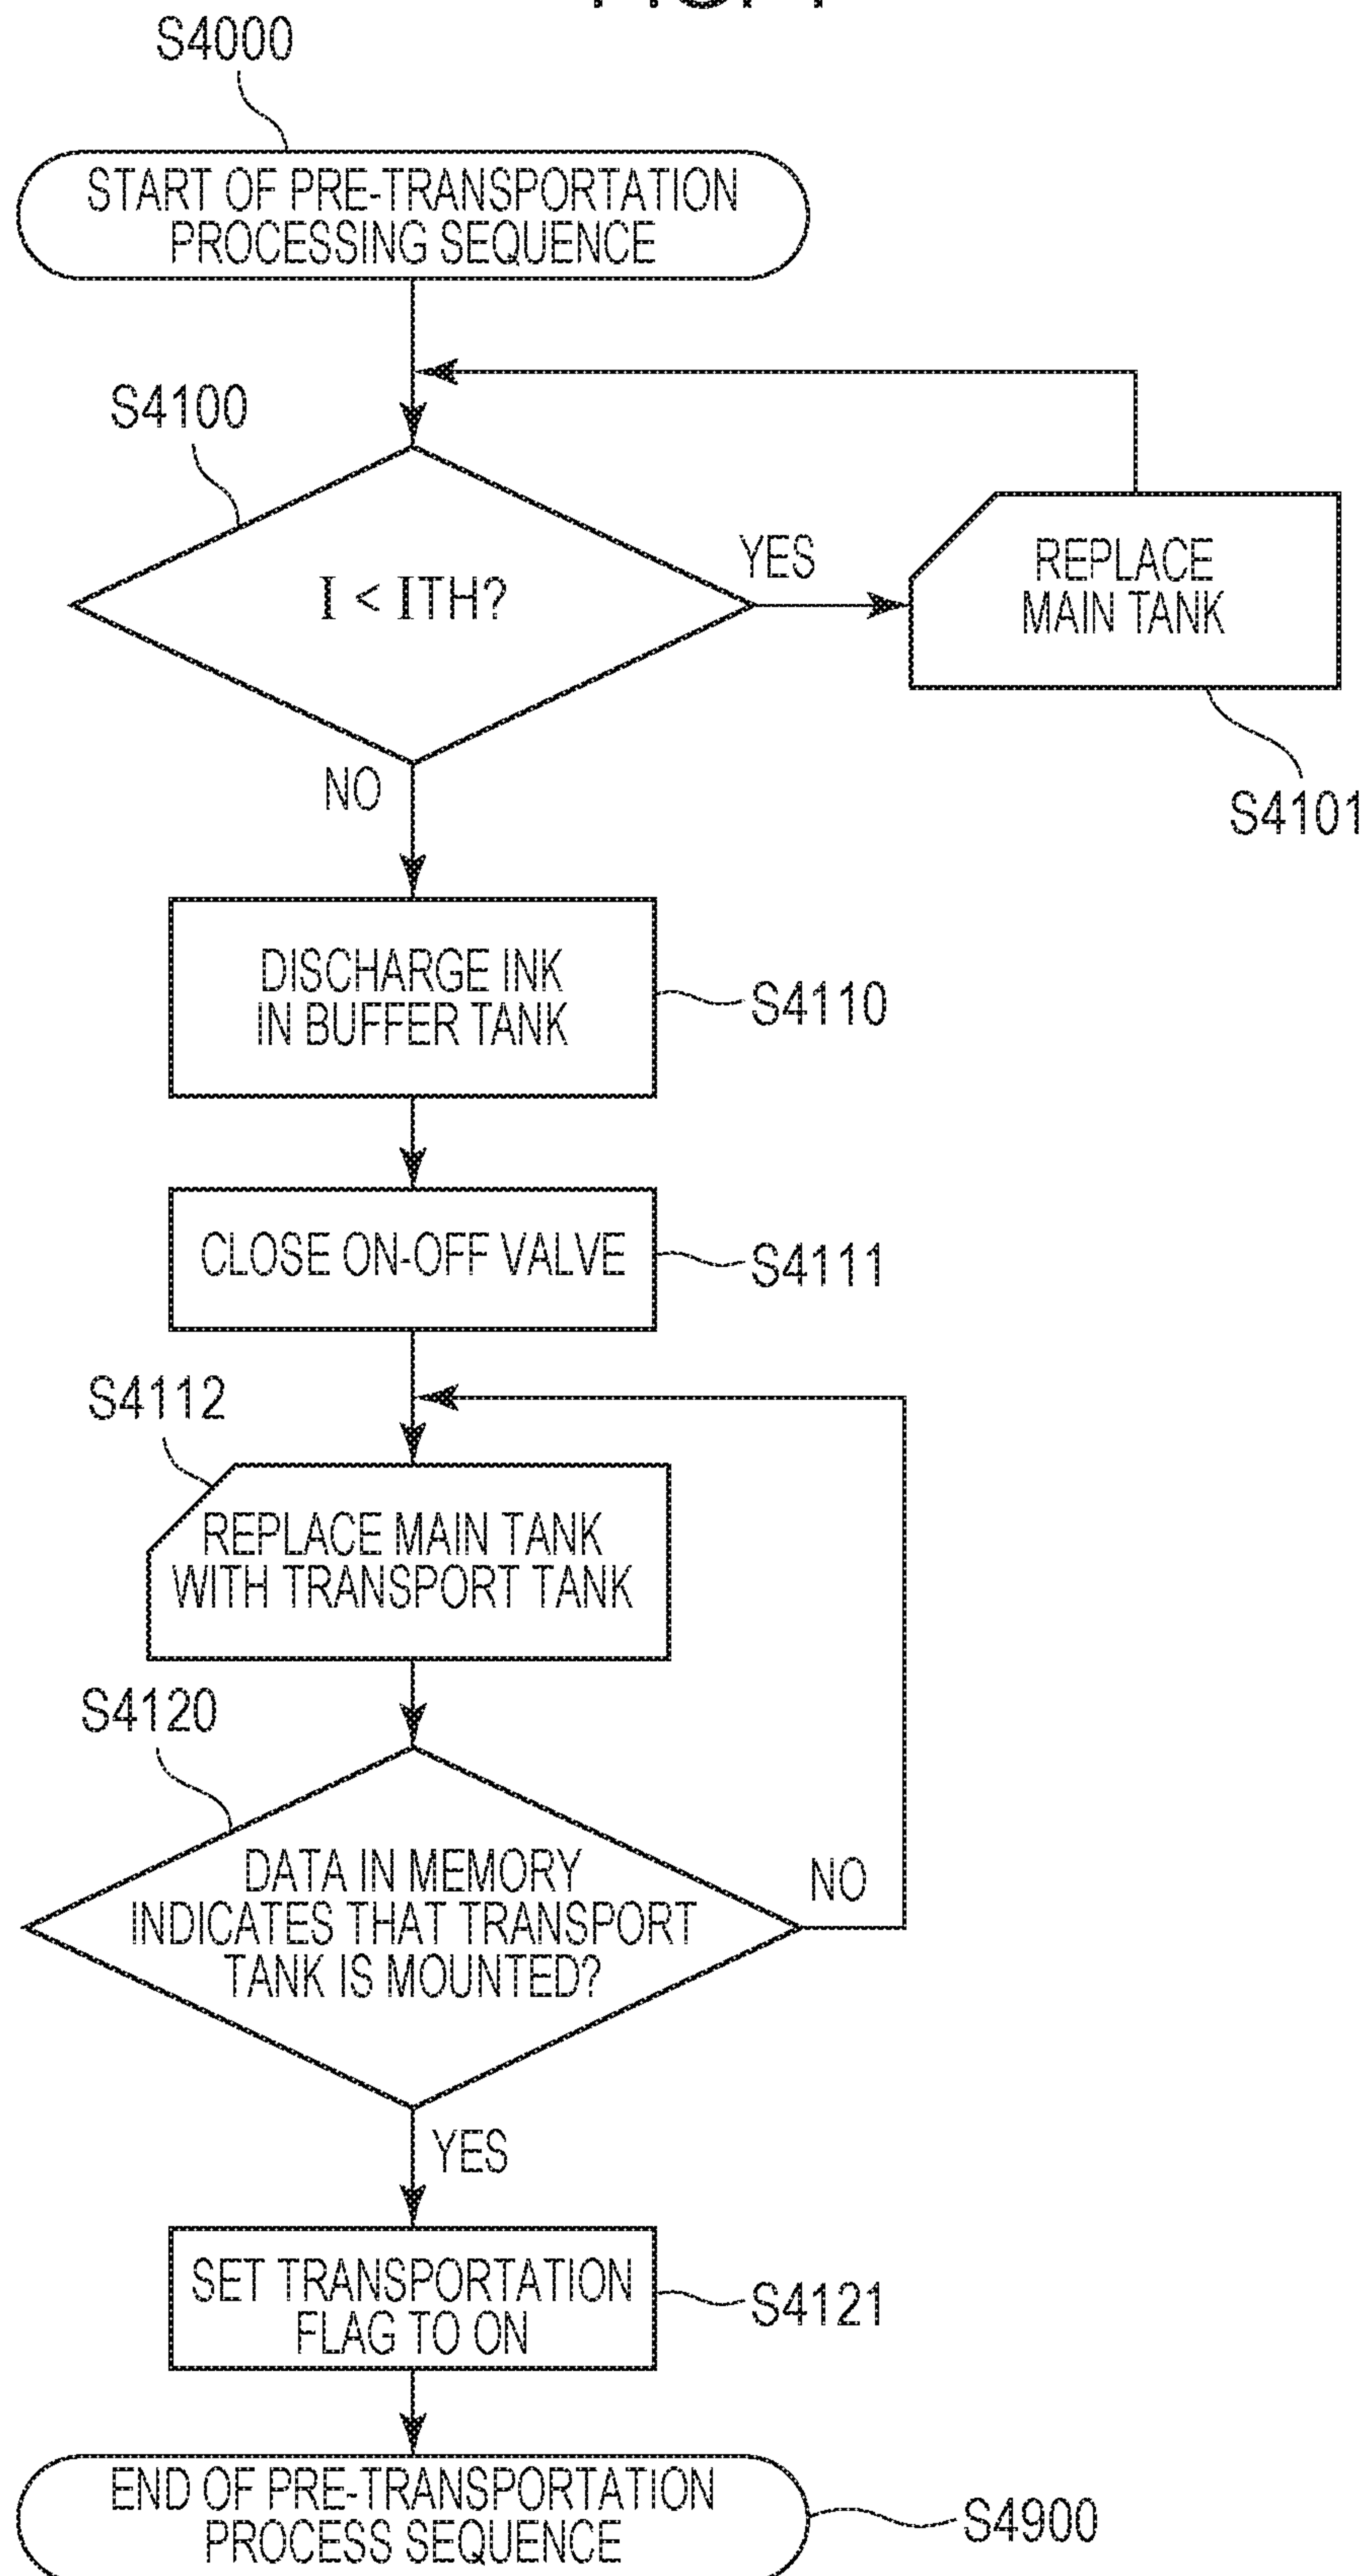 S4000
START OF PRE-TRANSPORTATION
PROCESSING SEQUENCE
S4100
I < ITH?
YES
REPLACE
MAIN TANK
S4101
NO
DISCHARGE INK
IN BUFFER TANK
S4110
CLOSE ON-OFF VALVE
S4111
S4112
REPLACE MAIN TANK
WITH TRANSPORT TANK
S4120
DATA IN MEMORY
INDICATES THAT TRANSPORT
TANK IS MOUNTED?
NO
YES
SET TRANSPORTATION
FLAG TO ON
S4121
END OF PRE-TRANSPORTATION
PROCESS SEQUENCE
S4900